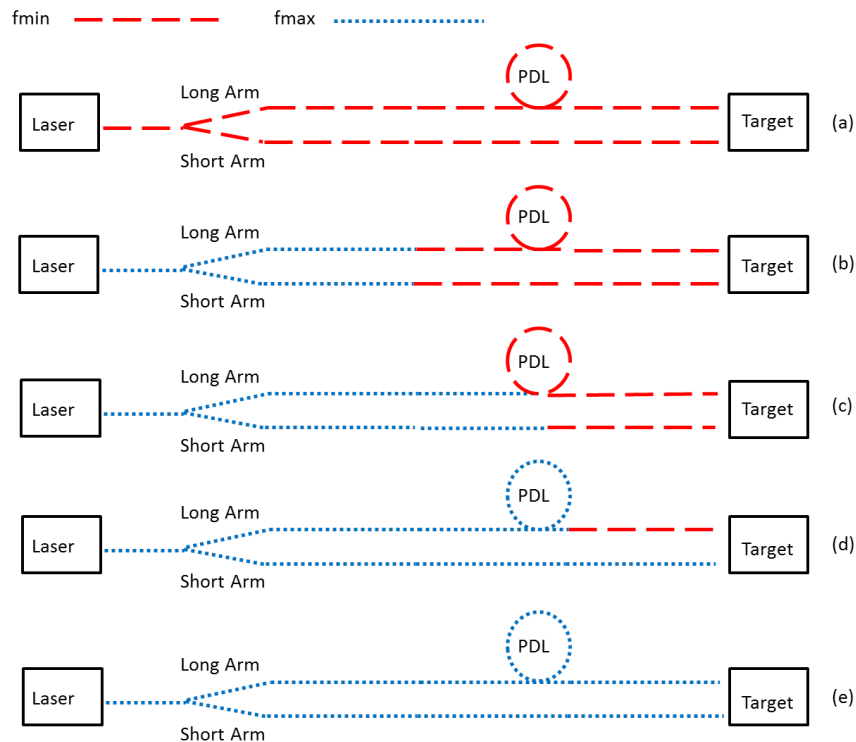 fmin fmax
PDL
Long Arm
Laser Target (a)
Short Arm
PDL
Long Arm
Laser Target (b)
Short Arm
PDL
Long Arm
Laser Target (c)
Short Arm
PDL
Long Arm
Laser Target (d)
Short Arm
PDL
Long Arm
Laser Target (e)
Short Arm